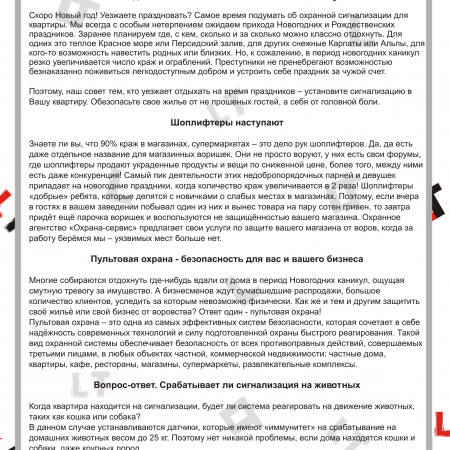 Скоро Новый год! Уезжаете праздновать? Самое время подумать об охранной сигнализации для
квартиры. Мы всегда с особым нетерпением ожидаем прихода Новогодних и Рождественских
праздников. Заранее планируем где, с кем, сколько и за сколько можно классно отдохнуть. Для
одних это теплое Красное море или Персидский залив, для других снежные Карпаты или Альпы, для
кого-то возможность навестить родных или близких. Но, к сожалению, в период новогодних каникул
резко увеличивается число краж и ограблений. Преступники не пренебрегают возможностью
безнаказанно поживиться легкодоступным добром и устроить себе праздник за чужой счет.
Поэтому, наш совет тем, кто уезжает отдыхать на время праздников – установите сигнализацию в
Вашу квартиру. Обезопасьте свое жилье от не прошеных гостей, а себя от головной боли.
Шоплифтеры наступают
Знаете ли вы, что 90% краж в магазинах, супермаркетах – это дело рук шоплифтеров. Да, да есть
даже отдельное название для магазинных воришек. Они не просто воруют, у них есть свои форумы,
где шоплифтеры продают украденные продукты и вещи по сниженной цене, более того, между ними
есть даже конкуренция! Самый пик деятельности этих недобропорядочных парней и девушек
припадает на новогодние праздники, когда количество краж увеличивается в 2 раза! Шоплифтеры
«добрые» ребята, которые делятся с новичками о слабых местах в магазинах. Поэтому, если вчера
в гостях в вашем заведении побывал один из них и вынес товара на пару сотен гривен, то завтра
придёт ещё парочка воришек и воспользуются не защищённостью вашего магазина. Охранное
агентство «Охрана-сервис» предлагает свои услуги по защите вашего магазина от воров, когда за
работу берёмся мы – уязвимых мест больше нет.
Пультовая охрана - безопасность для вас и вашего бизнеса
Многие собираются отдохнуть где-нибудь вдали от дома в период Новогодних каникул, ощущая
смутную тревогу за имущество. А бизнесменов ждут сумасшедшие распродажи, большое
количество клиентов, уследить за которым невозможно физически. Как же и тем и другим защитить
своё жильё или свой бизнес от воровства? Ответ один - пультовая охрана!
Пультовая охрана – это одна из самых эффективных систем безопасности, которая сочетает в себе
надёжность современных технологий и силу подготовленной охраны быстрого реагирования. Такой
вид охранной системы обеспечивает безопасность от всех противоправных действий, совершаемых
третьими лицами, в любых объектах частной, коммерческой недвижимости: частные дома,
квартиры, кафе, рестораны, магазины, супермаркеты, развлекательные комплексы.
Вопрос-ответ. Срабатывает ли сигнализация на животных
Когда квартира находится на сигнализации, будет ли система реагировать на движение животных,
таких как кошка или собака?
В данном случае устанавливаются датчики, которые имеют «иммунитет» на срабатывание на
домашних животных весом до 25 кг. Поэтому нет никакой проблемы, если дома находятся кошки и
собаки, даже крупных пород.
LT
LT